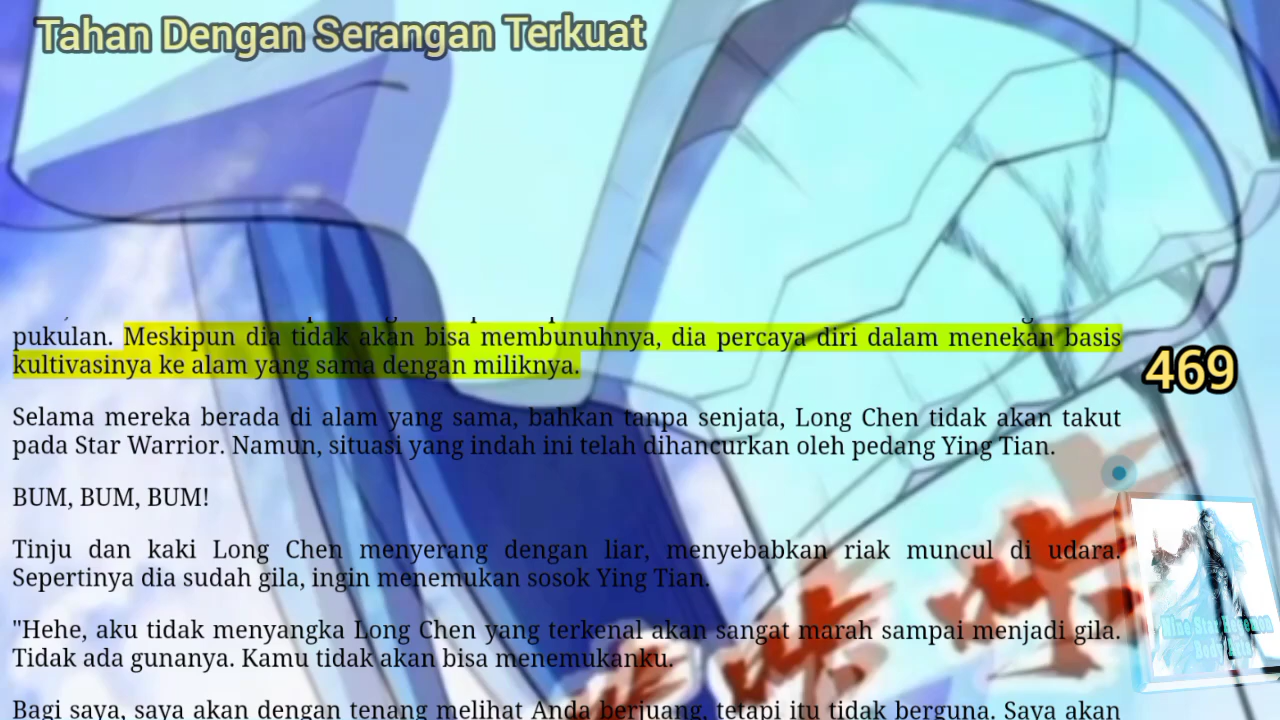 Tahan Dengan Serangan Terkuat
pukulan. Meskipun dia tidak akan bisa membunuhnya, dia percaya diri dalam menekan basis
kultivasinya ke alam yang sama dengan miliknya.
469
Selama mereka berada di alam yang sama, bahkan tanpa senjata, Long Chen tidak akan takut
pada Star Warrior. Namun, situasi yang indah ini telah dihancurkan oleh pedang Ying Tian.
BUM, BUM, BUM!
Tinju dan kaki Long Chen menyerang dengan liar, menyebabkan riak muncul di udara.
Sepertinya dia sudah gila, ingin menemukan sosok Ying Tian.
"Hehe, aku tidak menyangka Long Chen yang terkenal akan sangat marah sampai menjadi gila.
Tidak ada gunanya. Kamu tidak akan bisa menemukanku.
Bagi saya, saya akan dengan tenang melihat Anda berjuang, tetapi itu tidak berguna. Saya akan
Nine Star Hegemon
Body Arts